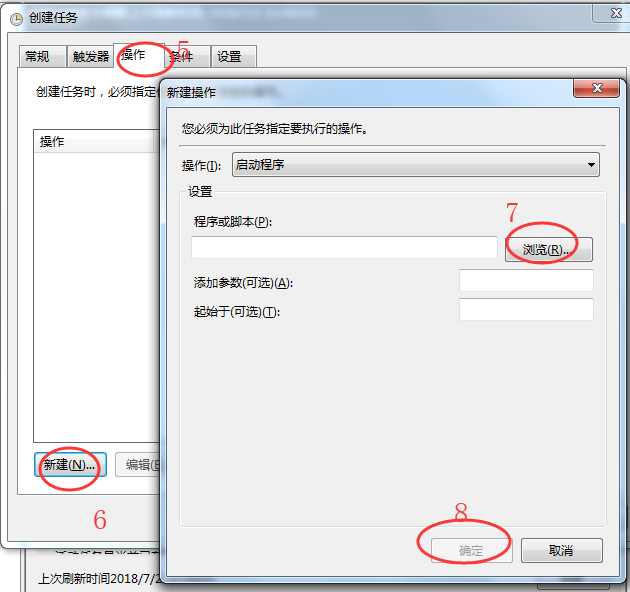 创建任务
常规 触发器 操作 5 条件 设置
创建任务时，必须指定
操作
新建(N)... 编辑(E
6
新建操作
您必须为此任务指定要执行的操作。
操作(I): 启动程序
设置
程序或脚本(P):
7
浏览(R)...
添加参数(可选)(A):
起始于(可选)(T):
8
确定 取消
上次刷新时间2018/7/2